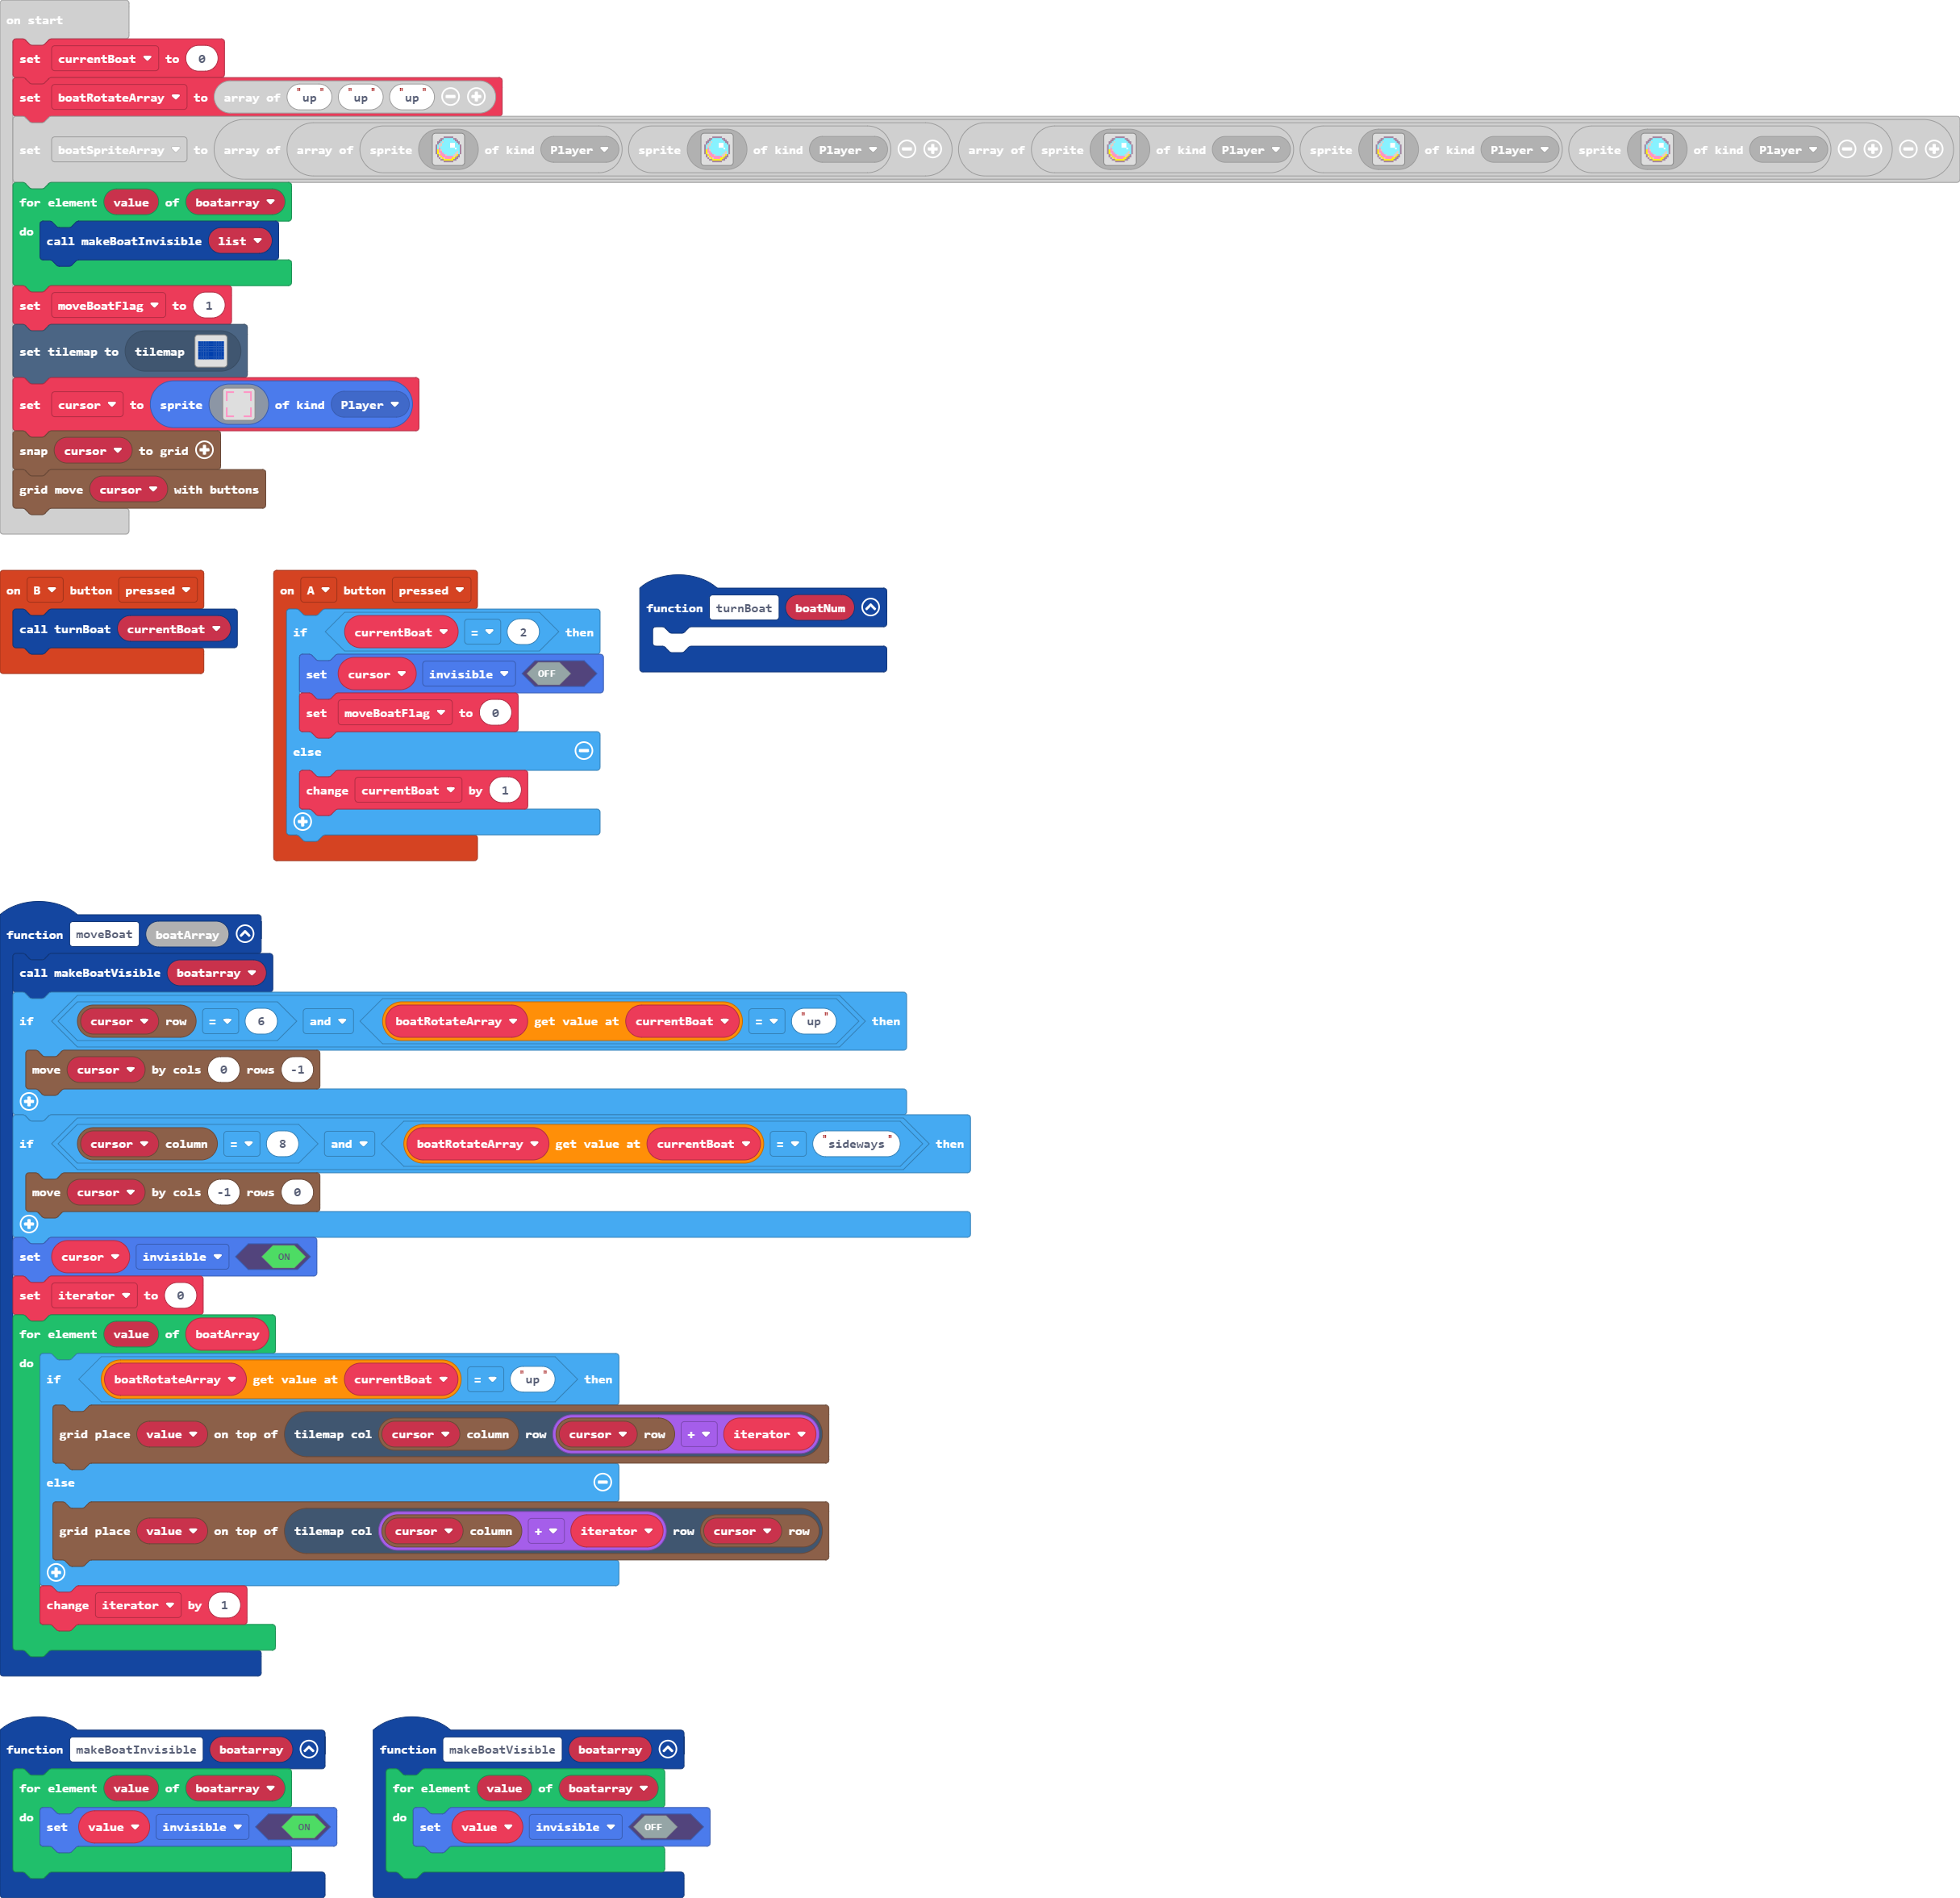 on start
set currentBoat to 0
set boatRotateArray to array of "up" "up" "up"
set boatSpriteArray to array of array of sprite of kind Player sprite of kind Player array of sprite of kind Player sprite of kind Player sprite of kind Player
for element value of boatarray
do call makeBoatInvisible list
set moveBoatFlag to 1
set tilemap to tilemap
set cursor to sprite of kind Player
snap cursor to grid
grid move cursor with buttons
on B button pressed
call turnBoat currentBoat
on A button pressed
if currentBoat = 2 then
set cursor invisible OFF
set moveBoatFlag to 0
else
change currentBoat by 1
function turnBoat boatNum
function moveBoat boatArray
call makeBoatVisible boatarray
if cursor row = 6 and boatRotateArray get value at currentBoat = "up" then
move cursor by cols 0 rows -1
if cursor column = 8 and boatRotateArray get value at currentBoat = "sideways" then
move cursor by cols -1 rows 0
set cursor invisible ON
set iterator to 0
for element value of boatArray
do if boatRotateArray get value at currentBoat = "up" then
grid place value on top of tilemap col cursor column row cursor row + iterator
else
grid place value on top of tilemap col cursor column + iterator row cursor row
change iterator by 1
function makeBoatInvisible boatarray
for element value of boatarray
do set value invisible ON
function makeBoatVisible boatarray
for element value of boatarray
do set value invisible OFF